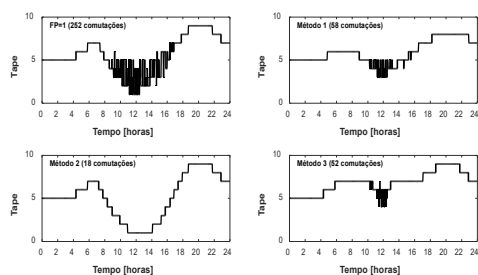 FP=1 (252 comutações)
10
5
0
Tape
0 2 4 6 8 10 12 14 16 18 20 22 24
Tempo [horas]
Método 1 (58 comutações)
10
5
0
Tape
0 2 4 6 8 10 12 14 16 18 20 22 24
Tempo [horas]
Método 2 (18 comutações)
10
5
0
Tape
0 2 4 6 8 10 12 14 16 18 20 22 24
Tempo [horas]
Método 3 (52 comutações)
10
5
0
Tape
0 2 4 6 8 10 12 14 16 18 20 22 24
Tempo [horas]